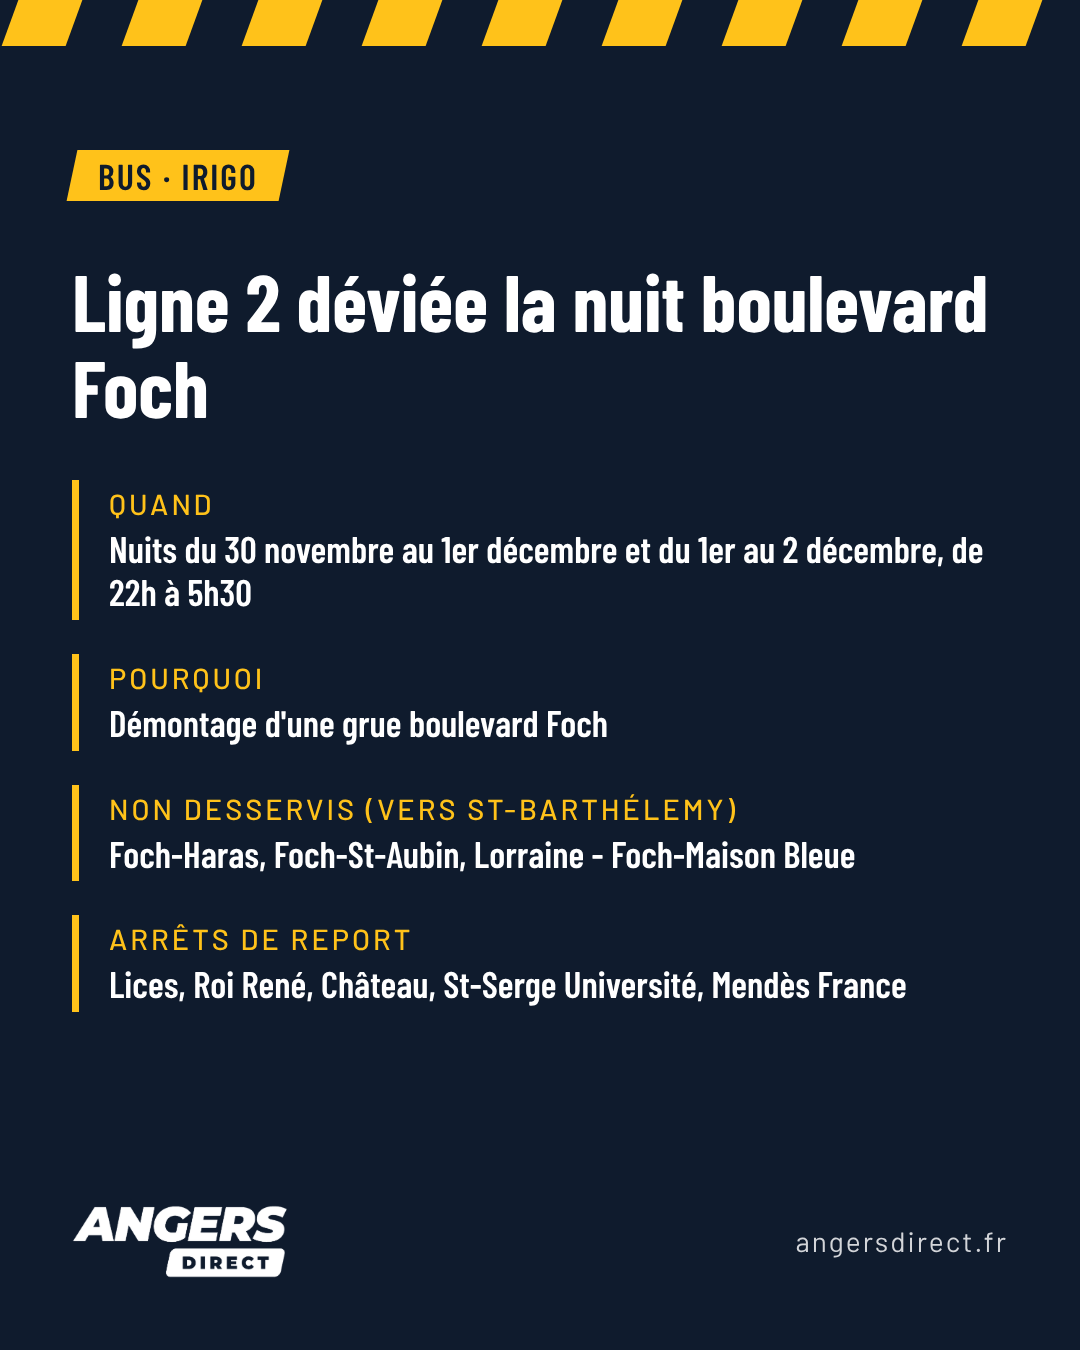 BUS · IRIGO
Ligne 2 déviée la nuit boulevard
Foch
QUAND
Nuits du 30 novembre au 1er décembre et du 1er au 2 décembre, de
22h à 5h30
POURQUOI
Démontage d'une grue boulevard Foch
NON DESSERVIS (VERS ST-BARTHÉLEMY)
Foch-Haras, Foch-St-Aubin, Lorraine - Foch-Maison Bleue
ARRÊTS DE REPORT
Lices, Roi René, Château, St-Serge Université, Mendès France
ANGERS
DIRECT
angersdirect.fr